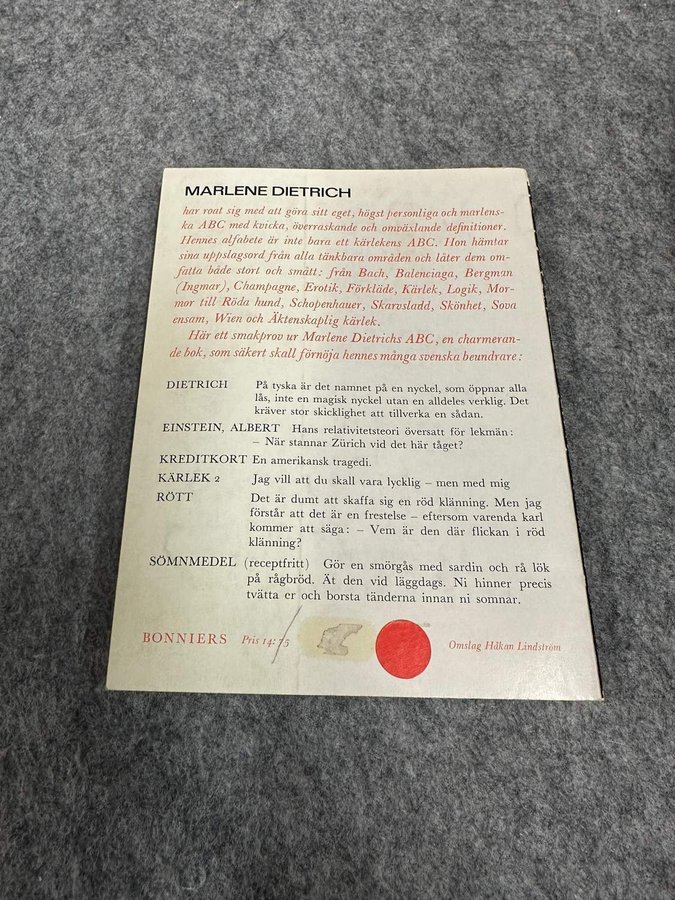 MARLENE DIETRICH
har roat sig med att göra sitt eget, högst personliga och marlens-
ka ABC med kvicka, överraskande och omväxlande definitioner.
Hennes alfabete är inte bara ett kärlekens ABC. Hon hämtar
sina uppslagsord från alla tänkbara områden och låter dem om-
fatta både stort och smått: från Bach, Balenciaga, Bergman
(Ingmar), Champagne, Erotik, Förkläde, Kärlek, Logik, Mor-
mor till Röda hund, Schopenhauer, Skarvsladd, Skönhet, Sova
ensam, Wien och Äktenskaplig kärlek.
Här ett smakprov ur Marlene Dietrichs ABC, en charmeran-
de bok, som säkert skall förnöja hennes många svenska beundrare:
DIETRICH På tyska är det namnet på en nyckel, som öppnar alla
lås, inte en magisk nyckel utan en alldeles verklig. Det
kräver stor skicklighet att tillverka en sådan.
EINSTEIN, ALBERT Hans relativitetsteori översatt för lekmän:
– När stannar Zürich vid det här tåget?
KREDITKORT En amerikansk tragedi.
KÄRLEK 2 Jag vill att du skall vara lycklig – men med mig
RÖTT Det är dumt att skaffa sig en röd klänning. Men jag
förstår att det är en frestelse – eftersom varenda karl
kommer att säga: – Vem är den där flickan i röd
klänning?
SÖMNMEDEL (receptfritt) Gör en smörgås med sardin och rå lök
på rågbröd. Ät den vid läggdags. Ni hinner precis
tvätta er och borsta tänderna innan ni somnar.
BONNIERS Pris 14:75 Omslag Håkan Lindström